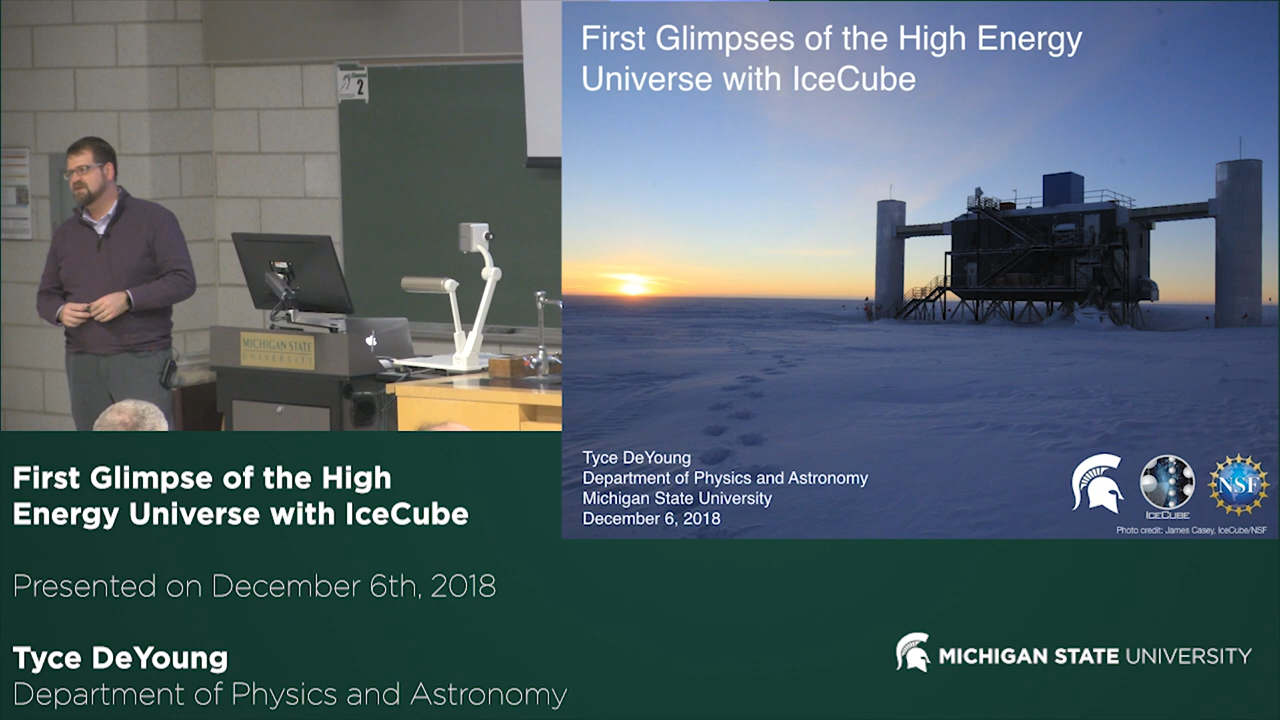 2
MICHIGAN STATE
UNIVERSITY
First Glimpses of the High Energy
Universe with IceCube
Tyce DeYoung
Department of Physics and Astronomy
Michigan State University
December 6, 2018
ICECUBE
NSF
Photo credit: James Casey, IceCube/NSF
First Glimpse of the High
Energy Universe with IceCube
Presented on December 6th, 2018
Tyce DeYoung
Department of Physics and Astronomy
MICHIGAN STATE UNIVERSITY